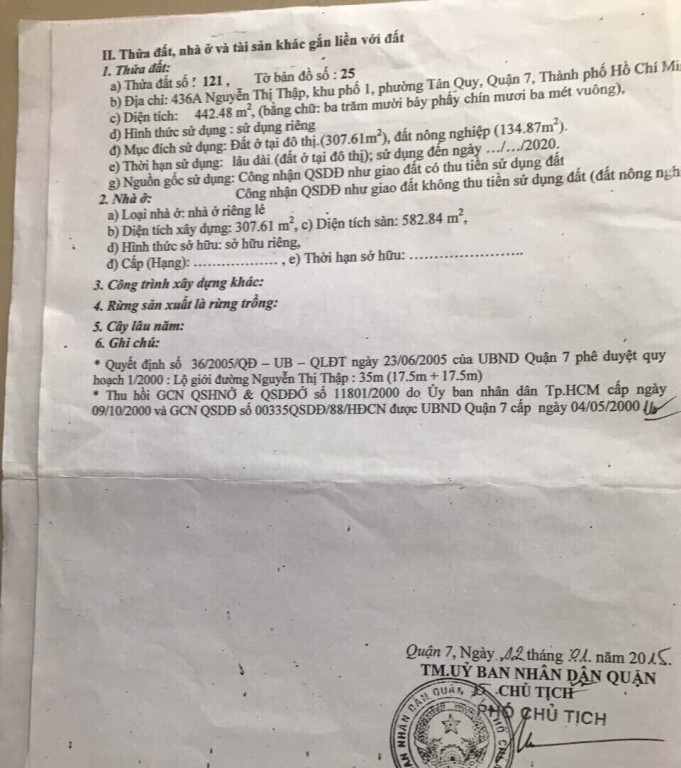 II. Thửa đất, nhà ở và tài sản khác gắn liền với đất
1. Thửa đất:
a) Thửa đất số: 121, Tờ bản đồ số : 25
b) Địa chỉ: 436A Nguyễn Thị Thập, khu phố 1, phường Tân Quy, Quận 7, Thành phố Hồ Chí Mi
c) Diện tích: 442.48 m², (bằng chữ: ba trăm mười bảy phẩy chín mươi ba mét vuông),
d) Hình thức sử dụng : sử dụng riêng
đ) Mục đích sử dụng: Đất ở tại đô thị.(307.61m²), đất nông nghiệp (134.87m²).
e) Thời hạn sử dụng: lâu dài (đất ở tại đô thị); sử dụng đến ngày .../.../2020.
g) Nguồn gốc sử dụng: Công nhận QSDĐ như giao đất có thu tiền sử dụng đất
Công nhận QSDĐ như giao đất không thu tiền sử dụng đất (đất nông ngh
2. Nhà ở:
a) Loại nhà ở: nhà ở riêng lẻ
b) Diện tích xây dựng: 307.61 m², c) Diện tích sàn: 582.84 m²,
d) Hình thức sở hữu: sở hữu riêng,
đ) Cấp (Hạng): .................. , e) Thời hạn sở hữu: ........................
3. Công trình xây dựng khác:
4. Rừng sản xuất là rừng trồng:
5. Cây lâu năm:
6. Ghi chú:
* Quyết định số 36/2005/QĐ – UB – QLĐT ngày 23/06/2005 của UBND Quận 7 phê duyệt quy
hoạch 1/2000 : Lộ giới đường Nguyễn Thị Thập : 35m (17.5m + 17.5m)
* Thu hồi GCN QSHNỞ & QSDĐỞ số 11801/2000 do Ủy ban nhân dân Tp.HCM cấp ngày
09/10/2000 và GCN QSDĐ số 00335QSDĐ/88/HĐCN được UBND Quận 7 cấp ngày 04/05/2000
Quận 7, Ngày 12 tháng 01 năm 2015.
TM.UỶ BAN NHÂN DÂN QUẬN
CHỦ TỊCH
PHÓ CHỦ TỊCH